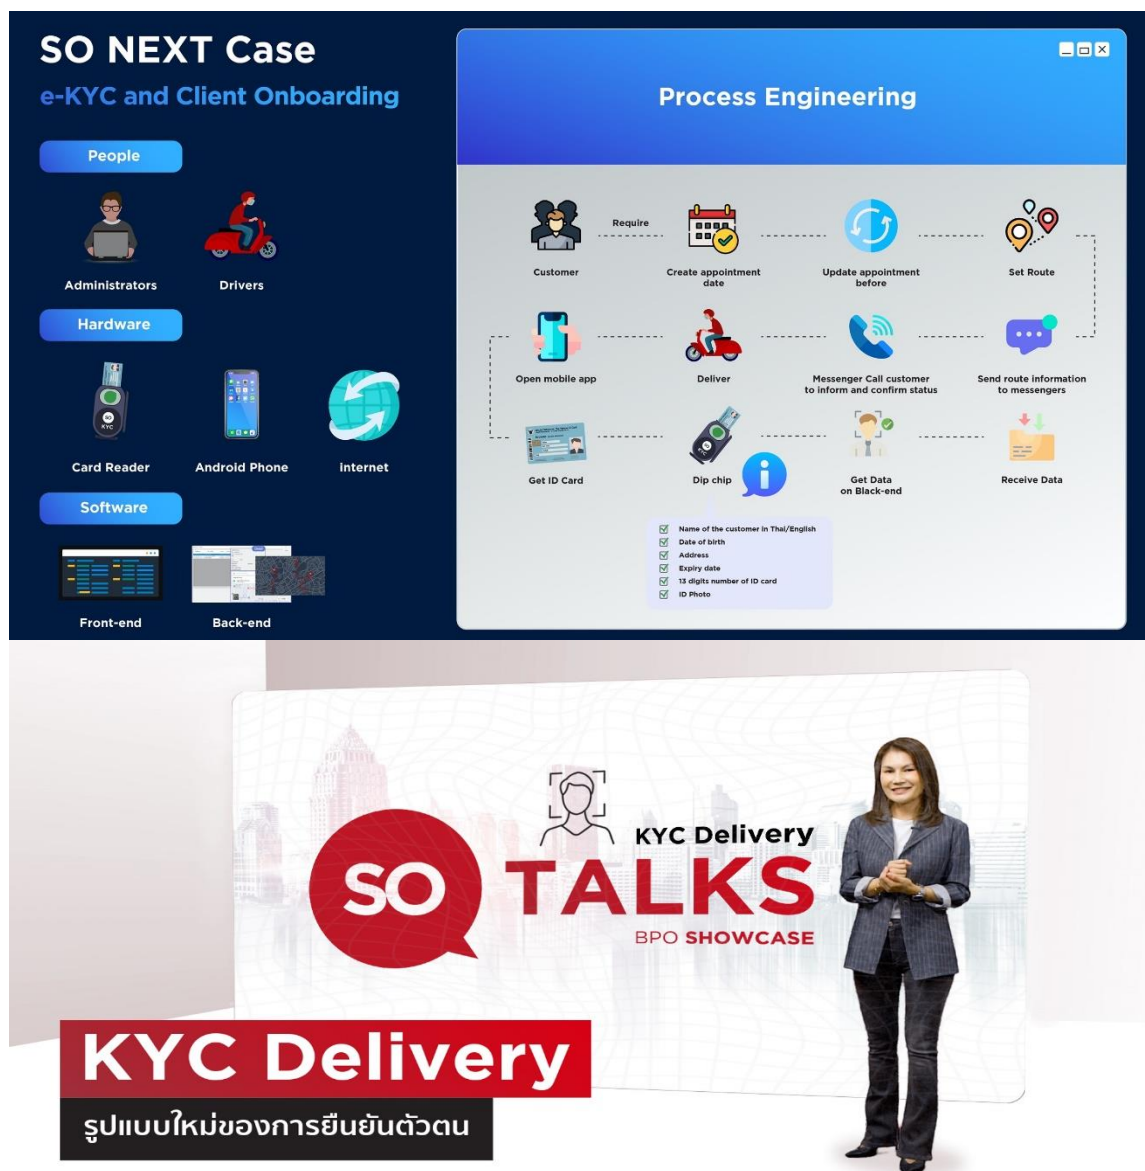 SO NEXT Case
e-KYC and Client Onboarding
People
Administrators
Drivers
Hardware
SO
KYC
Card Reader
Android Phone
internet
Software
Front-end
Back-end
Process Engineering
Customer
Require
Create appointment
date
Update appointment
before
Set Route
Open mobile app
Deliver
Messenger Call customer
to inform and confirm status
Send route information
to messengers
Get ID Card
Dip chip
Get Data
on Black-end
Receive Data
Name of the customer in Thai/English
Date of birth
Address
Expiry date
13 digits number of ID card
ID Photo
KYC Delivery
SO TALKS
BPO SHOWCASE
KYC Delivery
รูปแบบใหม่ของการยืนยันตัวตน